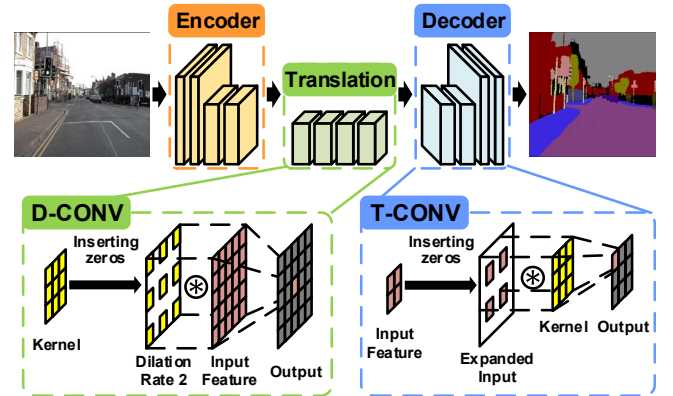 Encoder
Decoder
Translation
D-CONV
T-CONV
Inserting
zeros
Inserting
zeros
Kernel
Dilation
Rate 2
Input
Feature
Output
Input
Feature
Expanded
Input
Kernel
Output